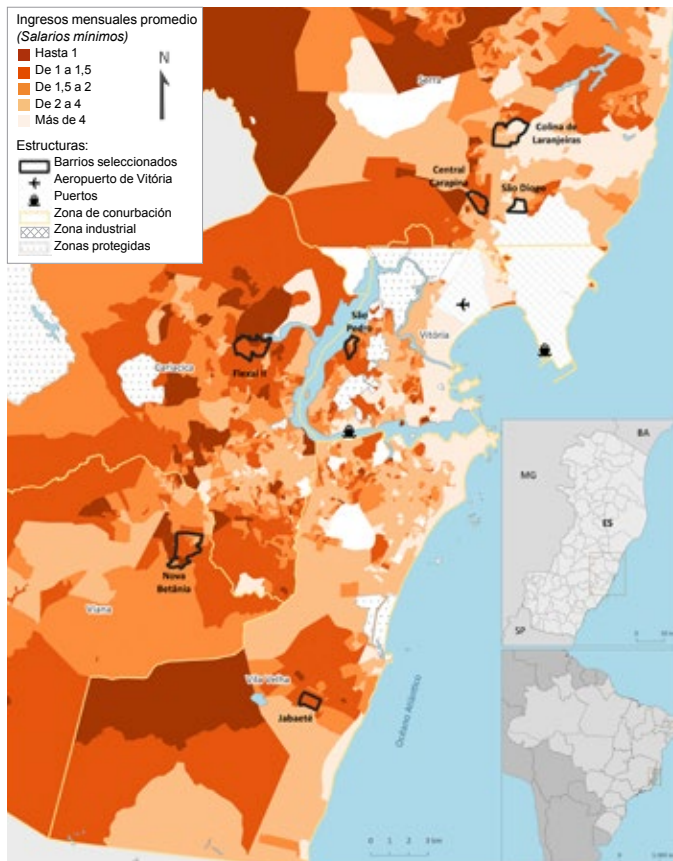 Ingresos mensuales promedio
(Salarios mínimos)
Hasta 1
De 1 a 1,5
De 1,5 a 2
De 2 a 4
Más de 4
N
Estructuras:
Barrios seleccionados
Aeropuerto de Vitória
Puertos
Zona de conurbación
Zona industrial
Zonas protegidas
Serra
Colina de
Laranjeiras
Central
Carapina
São Diogo
São
Pedro
Vitória
Flexal II
Cariacica
Nova
Betânia
Viana
Vila Velha
Jabaeté
Océano Atlántico
0 1 2 3 km
BA
MG
ES
SP